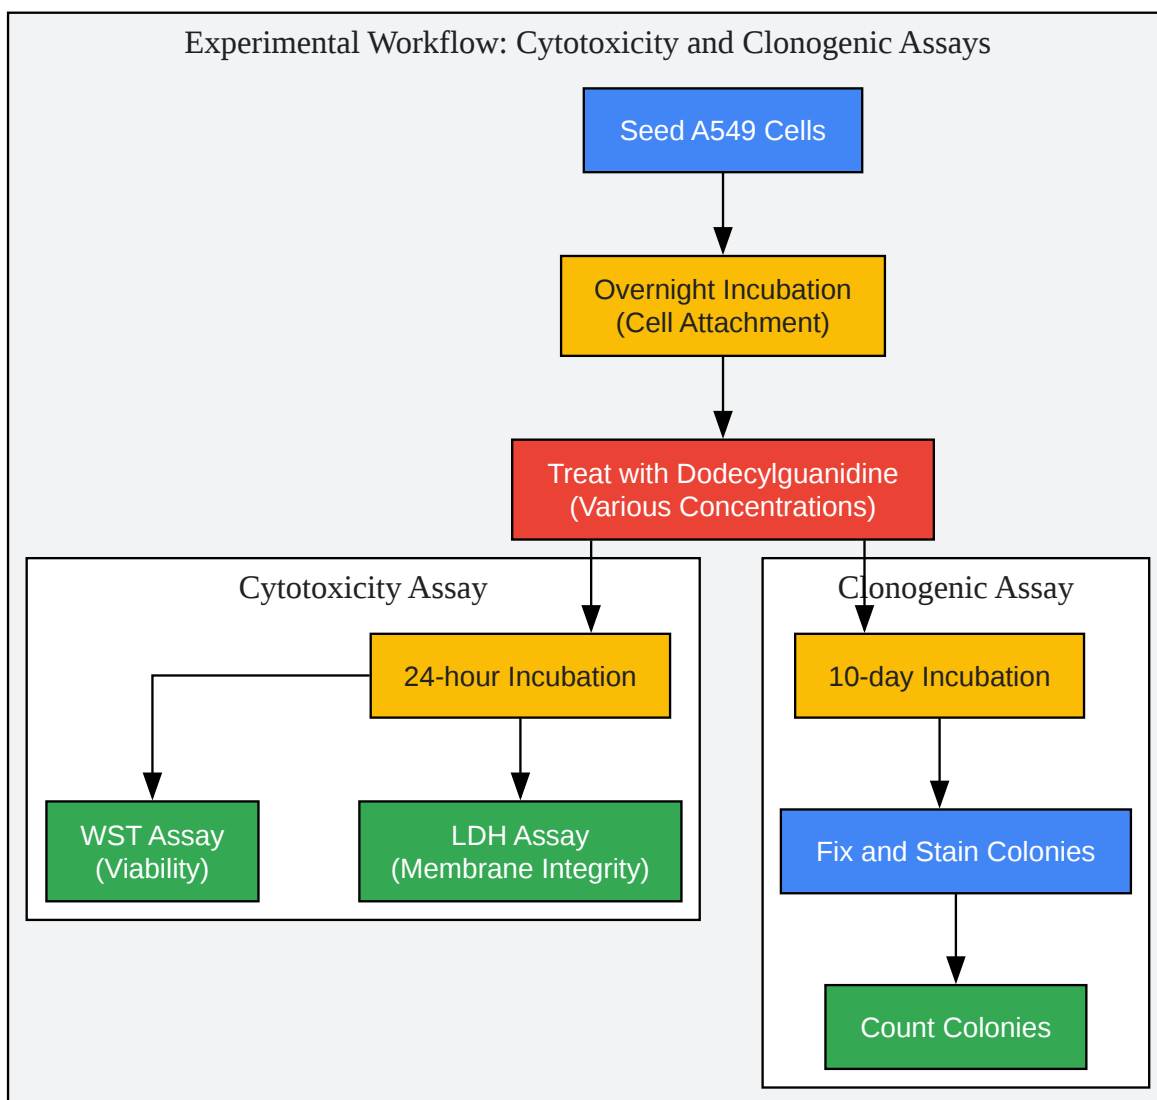 Experimental Workflow: Cytotoxicity and Clonogenic Assays
Seed A549 Cells
Overnight Incubation
(Cell Attachment)
Treat with Dodecylguanidine
(Various Concentrations)
Cytotoxicity Assay
24-hour Incubation
WST Assay
(Viability)
LDH Assay
(Membrane Integrity)
Clonogenic Assay
10-day Incubation
Fix and Stain Colonies
Count Colonies